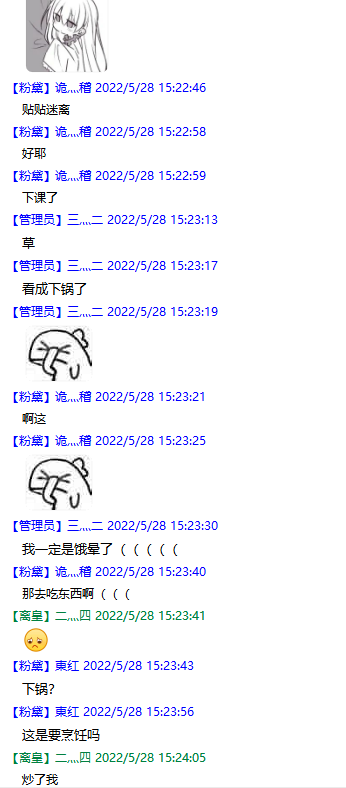 【粉黛】诡灬稽 2022/5/28 15:22:46
贴贴迷离
【粉黛】诡灬稽 2022/5/28 15:22:58
好耶
【粉黛】诡灬稽 2022/5/28 15:22:59
下课了
【管理员】三灬二 2022/5/28 15:23:13
草
【管理员】三灬二 2022/5/28 15:23:17
看成下锅了
【管理员】三灬二 2022/5/28 15:23:19
【粉黛】诡灬稽 2022/5/28 15:23:21
啊这
【粉黛】诡灬稽 2022/5/28 15:23:25
【管理员】三灬二 2022/5/28 15:23:30
我一定是饿晕了（（（（（
【粉黛】诡灬稽 2022/5/28 15:23:40
那去吃东西啊（（（
【离皇】二灬四 2022/5/28 15:23:41
【粉黛】東红 2022/5/28 15:23:43
下锅？
【粉黛】東红 2022/5/28 15:23:56
这是要烹饪吗
【离皇】二灬四 2022/5/28 15:24:05
炒了我